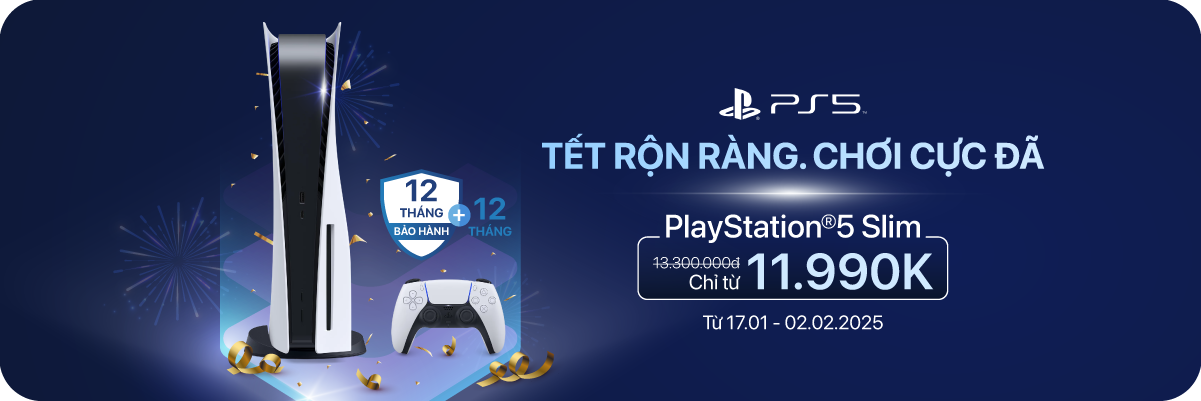 PS5
TẾT RỘN RÀNG. CHƠI CỰC ĐÃ
12
THÁNG
BẢO HÀNH
+
12
THÁNG
PlayStation®5 Slim
13.300.000đ
Chỉ từ 11.990K
Từ 17.01 - 02.02.2025